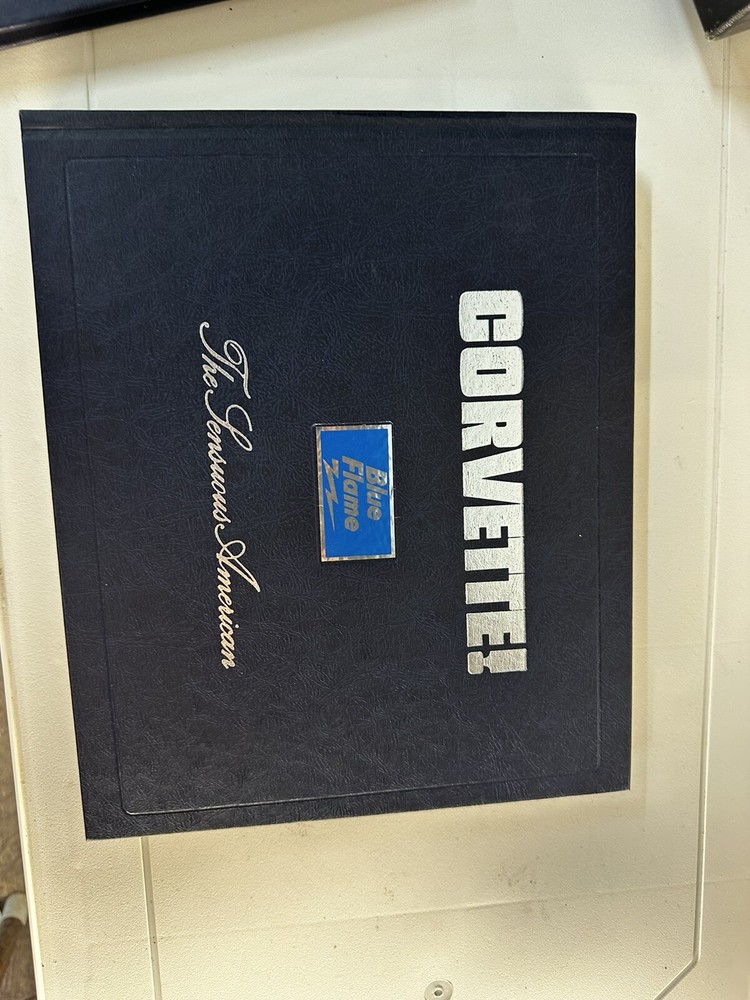 CORVETTE!
Blue
Flame
The Sensuous American